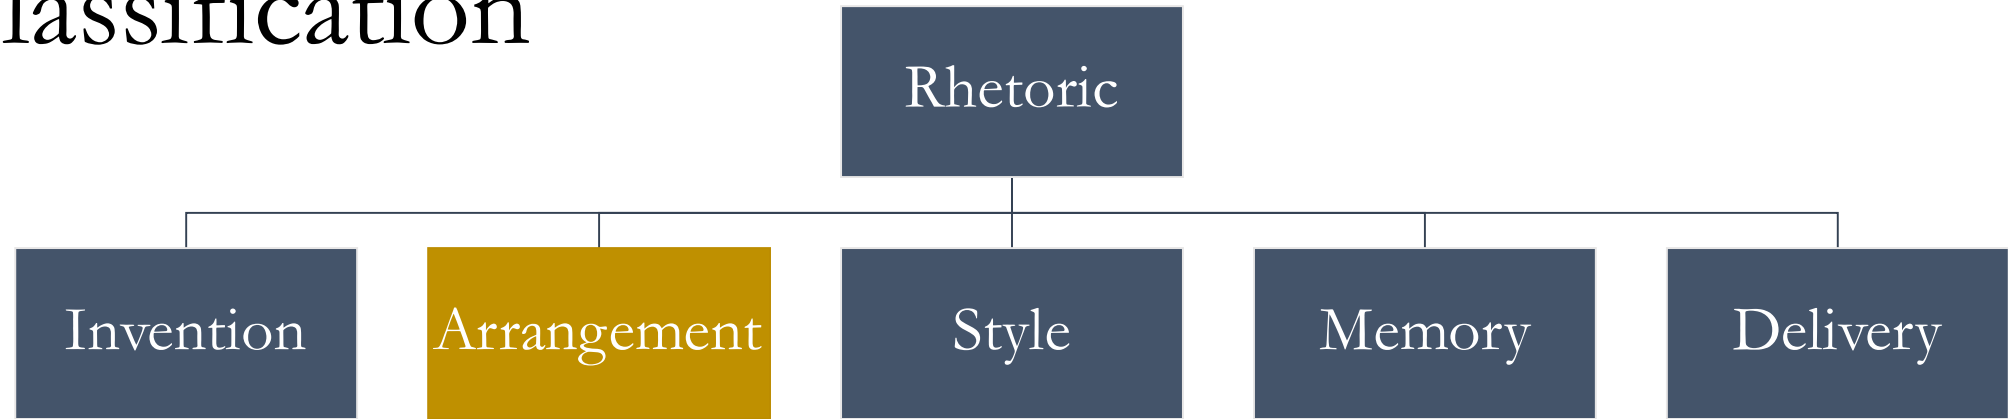 lassification
Rhetoric
Invention
Arrangement
Style
Memory
Delivery